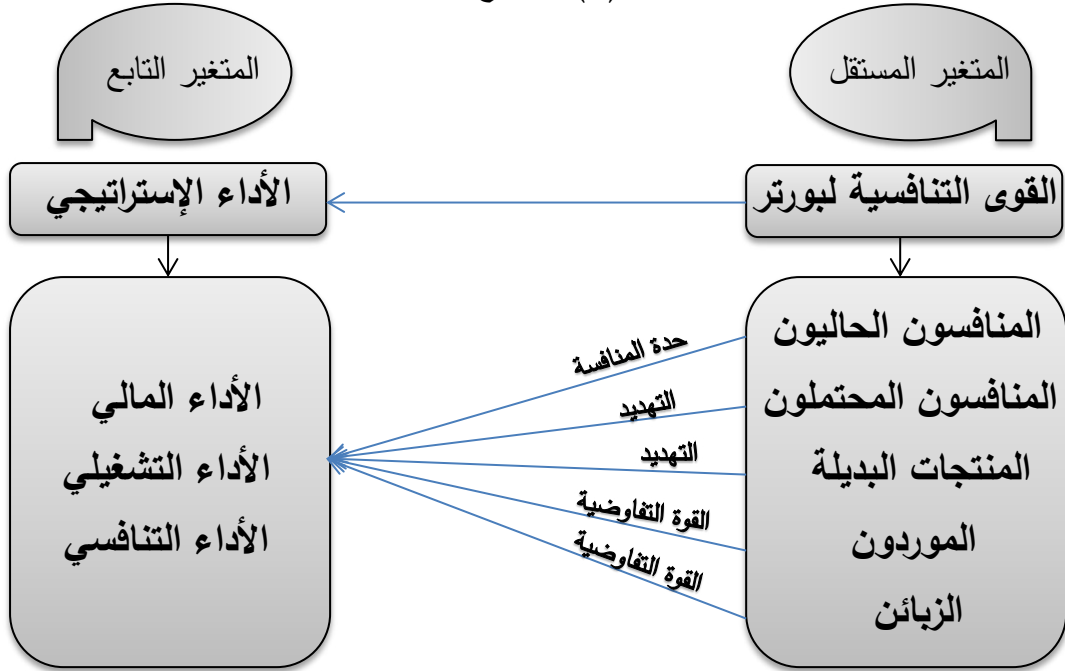 المتغير المستقل
المتغير التابع
القوى التنافسية لبورتر
الأداء الإستراتيجي
المنافسون الحاليون
المنافسون المحتملون
المنتجات البديلة
الموردون
الزبائن
حدة المنافسة
التهديد
التهديد
القوة التفاوضية
القوة التفاوضية
الأداء المالي
الأداء التشغيلي
الأداء التنافسي